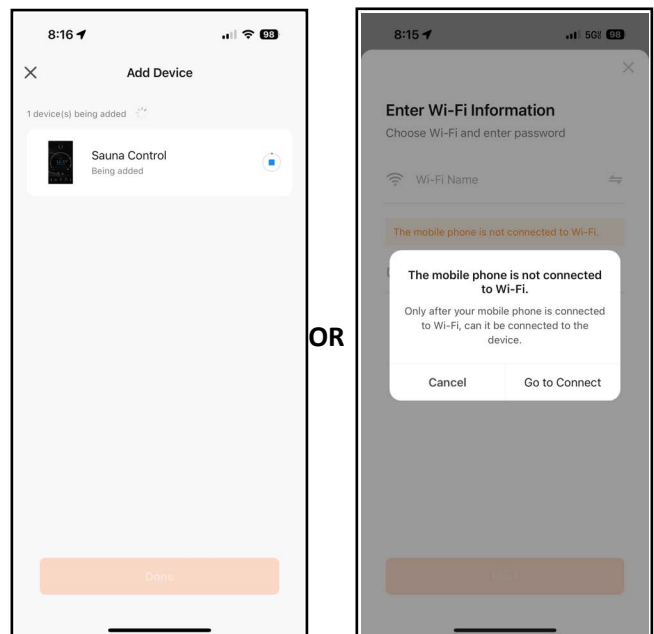 8:16
98
Add Device
1 device(s) being added
Sauna Control
Being added
Done
OR
8:15
5G
98
Enter Wi-Fi Information
Choose Wi-Fi and enter password
Wi-Fi Name
The mobile phone is not connected to Wi-Fi.
The mobile phone is not connected
to Wi-Fi.
Only after your mobile phone is connected
to Wi-Fi, can it be connected to the
device.
Cancel
Go to Connect